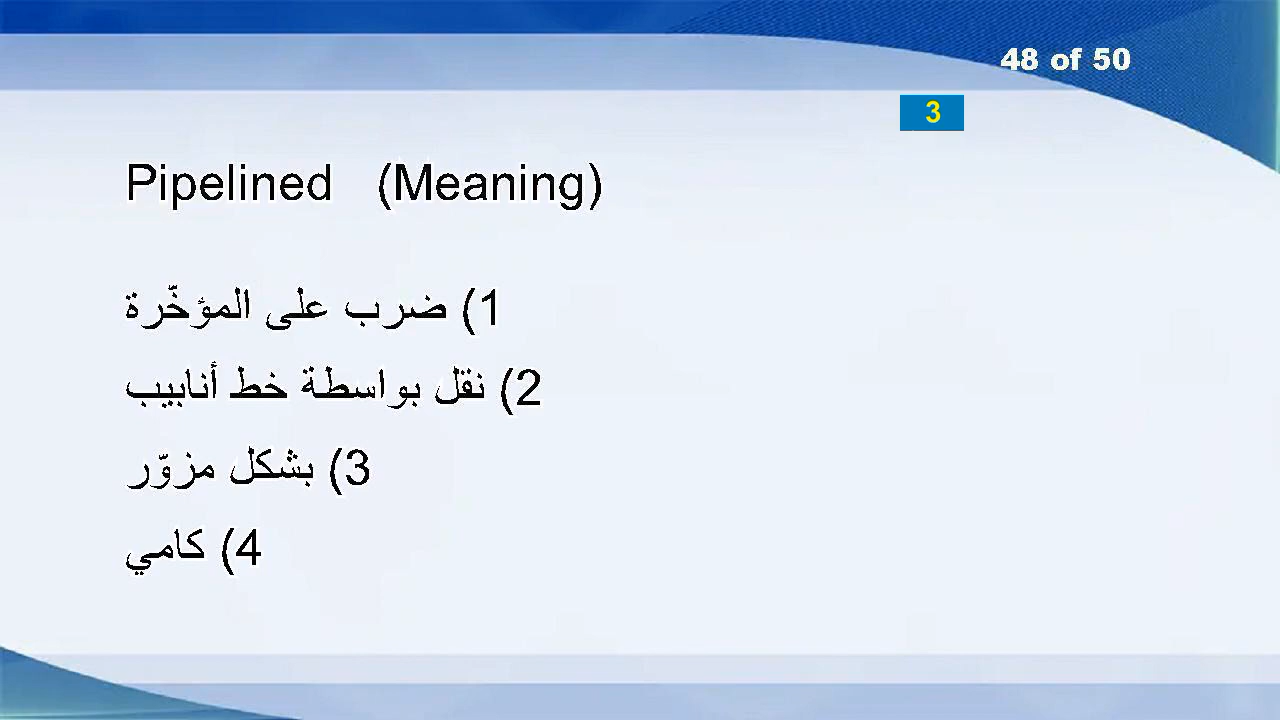 48 of 50
3
Pipelined (Meaning)
1) ضرب على المؤخّرة
2) نقل بواسطة خط أنابيب
3) بشكل مزوّر
4) كامي